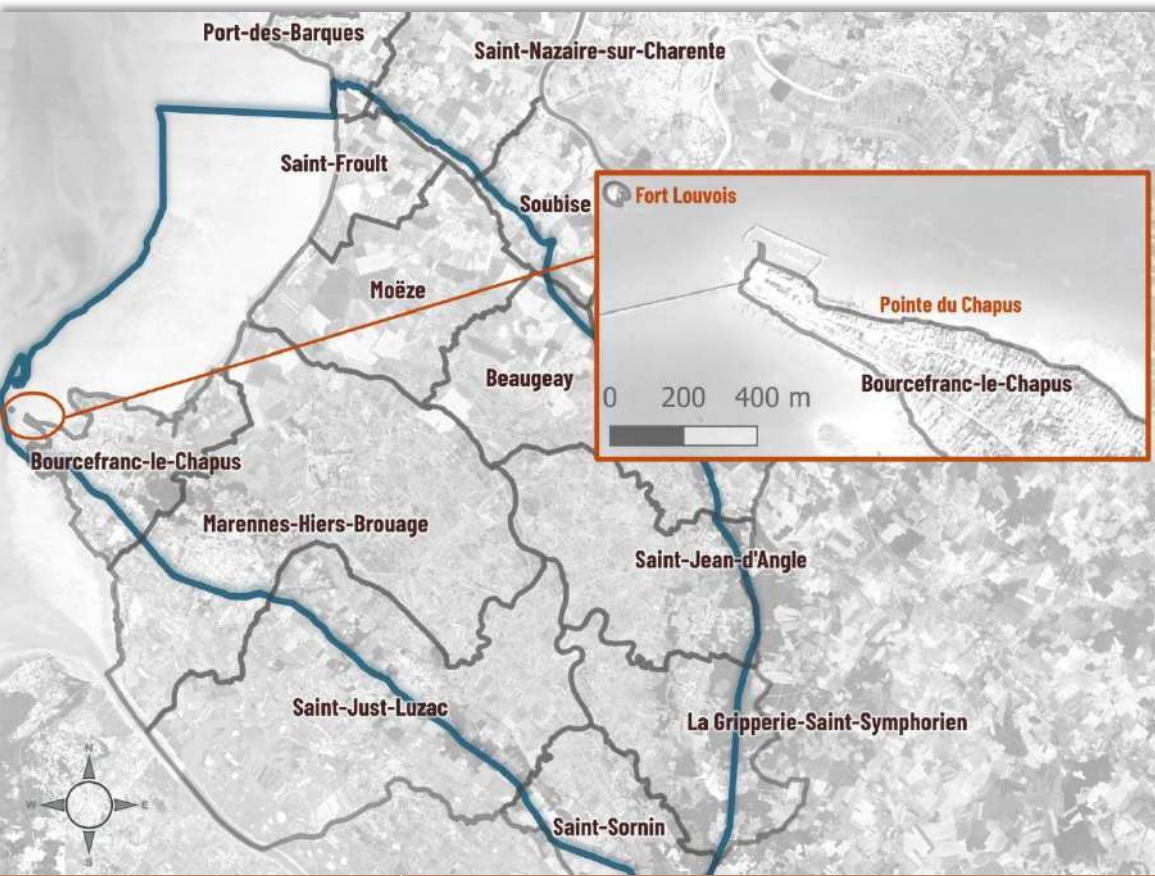 Port-des-Barques
Saint-Nazaire-sur-Charente
Saint-Froult
Soubise
Fort Louvois
Pointe du Chapus
Bourcefranc-le-Chapus
0 200 400 m
Moëze
Beaugeay
Bourcefranc-le-Chapus
Marennes-Hiers-Brouage
Saint-Jean-d'Angle
Saint-Just-Luzac
La Gripperie-Saint-Symphorien
Saint-Sornin
N
W E
S